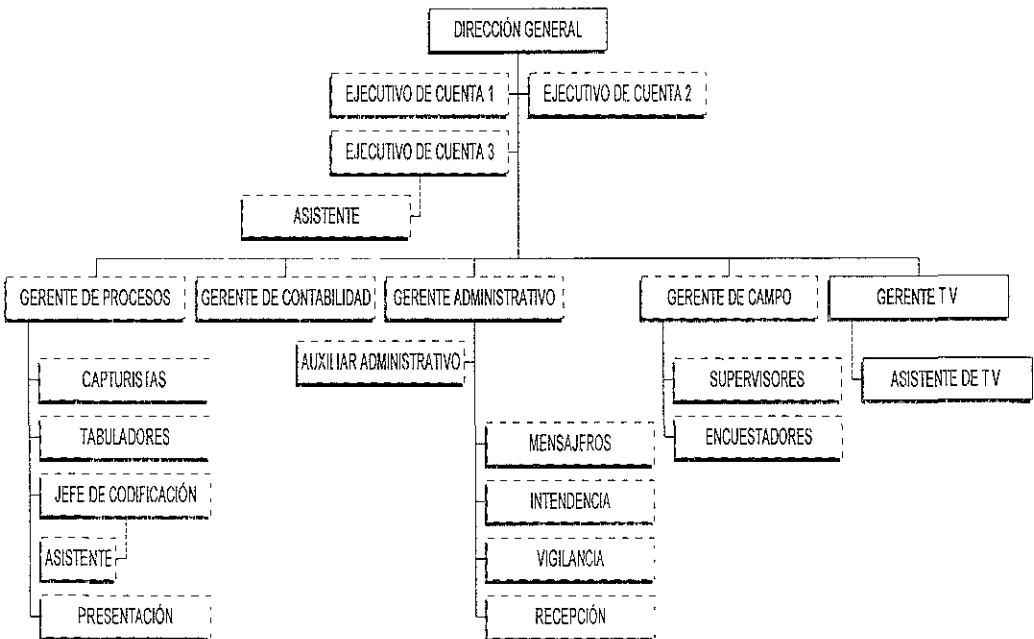 DIRECCIÓN GENERAL
EJECUTIVO DE CUENTA 1
EJECUTIVO DE CUENTA 2
EJECUTIVO DE CUENTA 3
ASISTENTE
GERENTE DE PROCESOS
GERENTE DE CONTABILIDAD
GERENTE ADMINISTRATIVO
GERENTE DE CAMPO
GERENTE T V
CAPTURISTAS
TABULADORES
JEFE DE CODIFICACIÓN
ASISTENTE
PRESENTACIÓN
AUXILIAR ADMINISTRATIVO
MENSAJEROS
INTENDENCIA
VIGILANCIA
RECEPCIÓN
SUPERVISORES
ENCUESTADORES
ASISTENTE DE T V